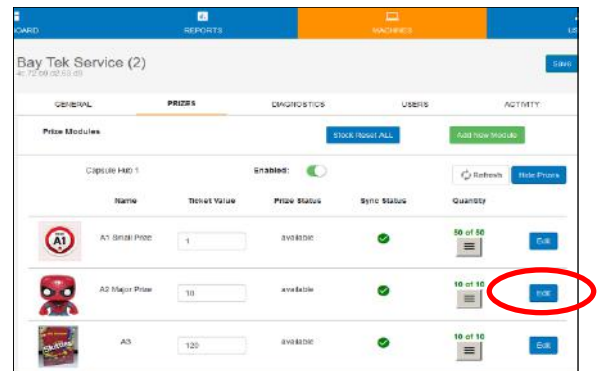 OARD REPORTS MACHINES US
Bay Tek Service (2)
Save
GENERAL PRIZES DIAGNOSTICS USERS ACTIVITY
Prize Modules Stock Reset ALL Add New Module
Capsule Hub 1 Enabled: Refresh Hide Prizes
Name Ticket Value Prize Status Sync Status Quantity
A1 A1 Small Prize 1 available 50 of 50 Edit
A2 Major Prize 10 available 10 of 10 Edit
Skittles A3 120 available 10 of 10 Edit